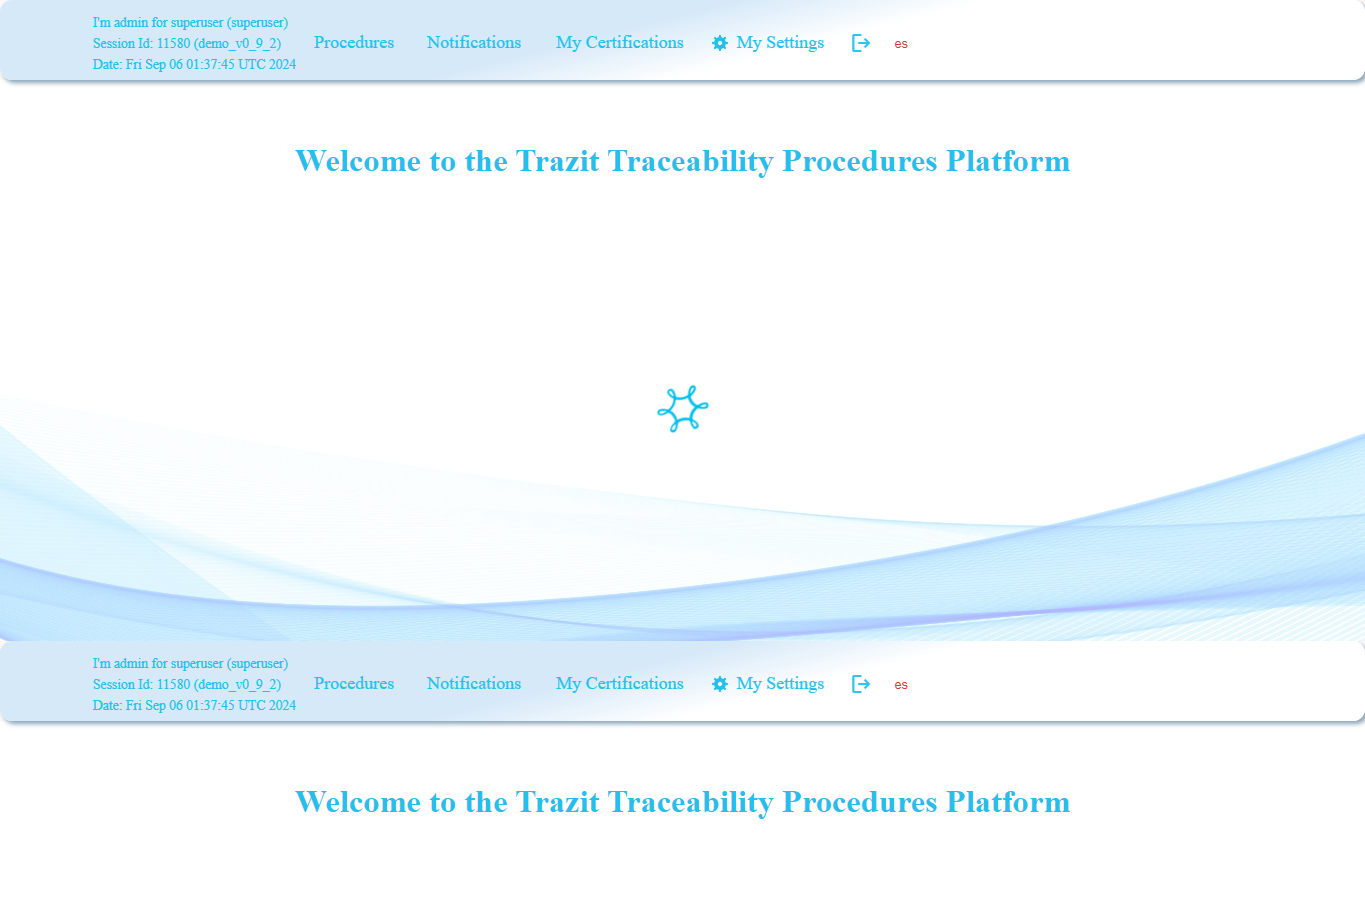 I'm admin for superuser (superuser)
Session Id: 11580 (demo_v0_9_2)
Date: Fri Sep 06 01:37:45 UTC 2024
Procedures
Notifications
My Certifications
My Settings
es
Welcome to the Trazit Traceability Procedures Platform
I'm admin for superuser (superuser)
Session Id: 11580 (demo_v0_9_2)
Date: Fri Sep 06 01:37:45 UTC 2024
Procedures
Notifications
My Certifications
My Settings
es
Welcome to the Trazit Traceability Procedures Platform